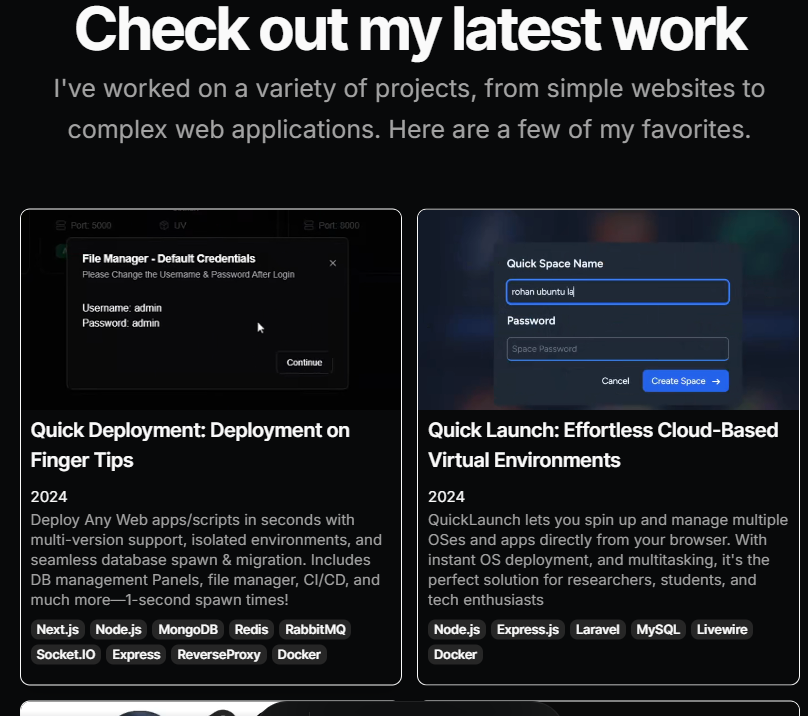 Check out my latest work
I've worked on a variety of projects, from simple websites to
complex web applications. Here are a few of my favorites.
Port: 5000
UV
Port: 8000
File Manager - Default Credentials
Please Change the Username & Password After Login
Username: admin
Password: admin
Continue
Quick Deployment: Deployment on
Finger Tips
2024
Deploy Any Web apps/scripts in seconds with
multi-version support, isolated environments, and
seamless database spawn & migration. Includes
DB management Panels, file manager, CI/CD, and
much more—1-second spawn times!
Next.js Node.js MongoDB Redis RabbitMQ
Socket.IO Express ReverseProxy Docker
Quick Space Name
rohan ubuntu la
Password
Space Password
Cancel Create Space →
Quick Launch: Effortless Cloud-Based
Virtual Environments
2024
QuickLaunch lets you spin up and manage multiple
OSes and apps directly from your browser. With
instant OS deployment, and multitasking, it's the
perfect solution for researchers, students, and
tech enthusiasts
Node.js Express.js Laravel MySQL Livewire
Docker